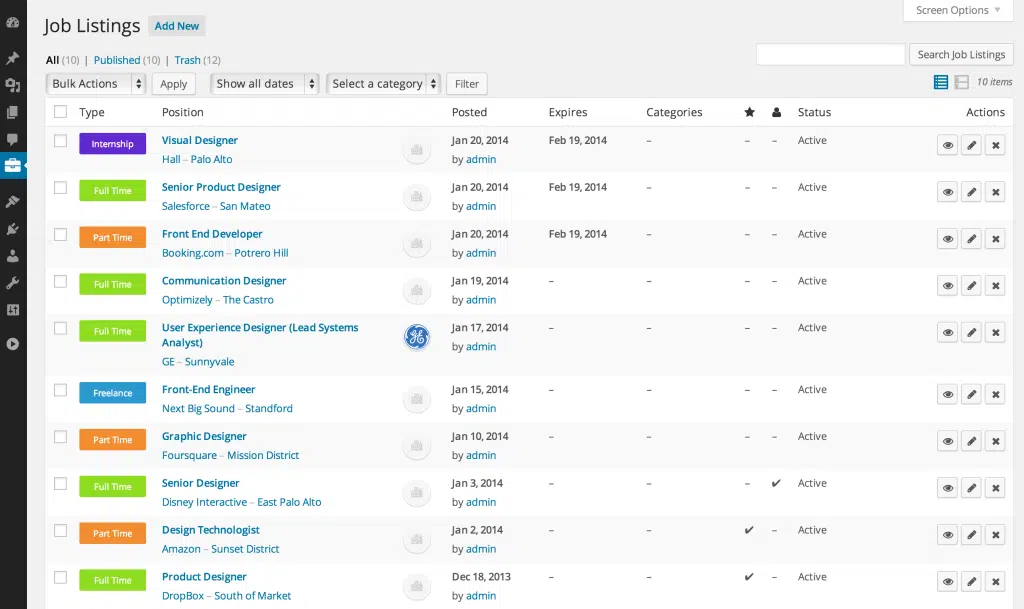 Screen Options
Job Listings Add New
All (10) | Published (10) | Trash (12)
Search Job Listings
Bulk Actions Apply Show all dates Select a category Filter 10 items
Type Position Posted Expires Categories Status Actions
Internship Visual Designer Jan 20, 2014 Feb 19, 2014 – – – Active
Hall – Palo Alto by admin
Full Time Senior Product Designer Jan 20, 2014 Feb 19, 2014 – – – Active
Salesforce – San Mateo by admin
Part Time Front End Developer Jan 20, 2014 Feb 19, 2014 – – – Active
Booking.com – Potrero Hill by admin
Full Time Communication Designer Jan 19, 2014 – – – – Active
Optimizely – The Castro by admin
Full Time User Experience Designer (Lead Systems Jan 17, 2014 – – – – Active
Analyst) by admin
GE – Sunnyvale
Freelance Front-End Engineer Jan 15, 2014 – – – – Active
Next Big Sound – Standford by admin
Part Time Graphic Designer Jan 10, 2014 – – – – Active
Foursquare – Mission District by admin
Full Time Senior Designer Jan 3, 2014 – – – ✔ Active
Disney Interactive – East Palo Alto by admin
Part Time Design Technologist Jan 2, 2014 – – ✔ – Active
Amazon – Sunset District by admin
Full Time Product Designer Dec 18, 2013 – – ✔ – Active
DropBox – South of Market by admin